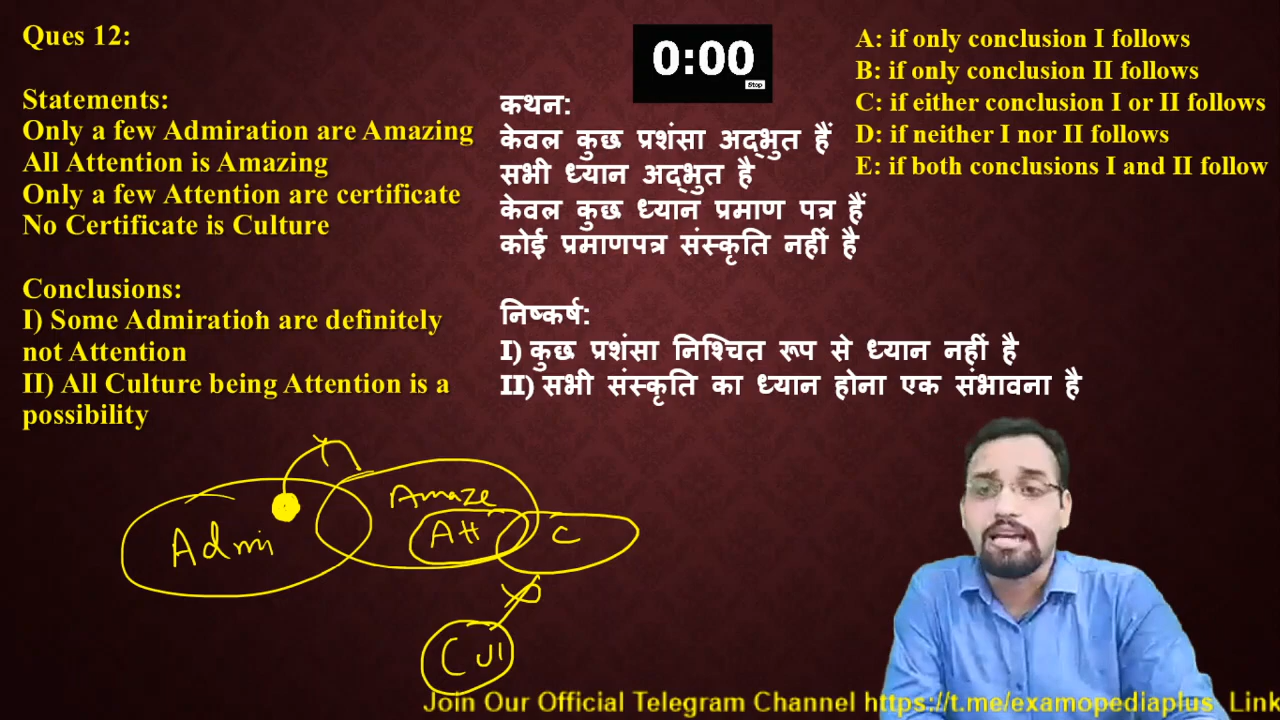 Ques 12:
Statements:
Only a few Admiration are Amazing
All Attention is Amazing
Only a few Attention are certificate
No Certificate is Culture
Conclusions:
I) Some Admiration are definitely
not Attention
II) All Culture being Attention is a
possibility
0:00
Stop
कथन:
केवल कुछ प्रशंसा अद्भुत हैं
सभी ध्यान अद्भुत है
केवल कुछ ध्यान प्रमाण पत्र हैं
कोई प्रमाणपत्र संस्कृति नहीं है
निष्कर्ष:
I) कुछ प्रशंसा निश्चित रूप से ध्यान नहीं है
II) सभी संस्कृति का ध्यान होना एक संभावना है
A: if only conclusion I follows
B: if only conclusion II follows
C: if either conclusion I or II follows
D: if neither I nor II follows
E: if both conclusions I and II follow
Admi
Amaze
Att
C
Cul
Join Our Official Telegram Channel https://t.me/examopediaplus Link